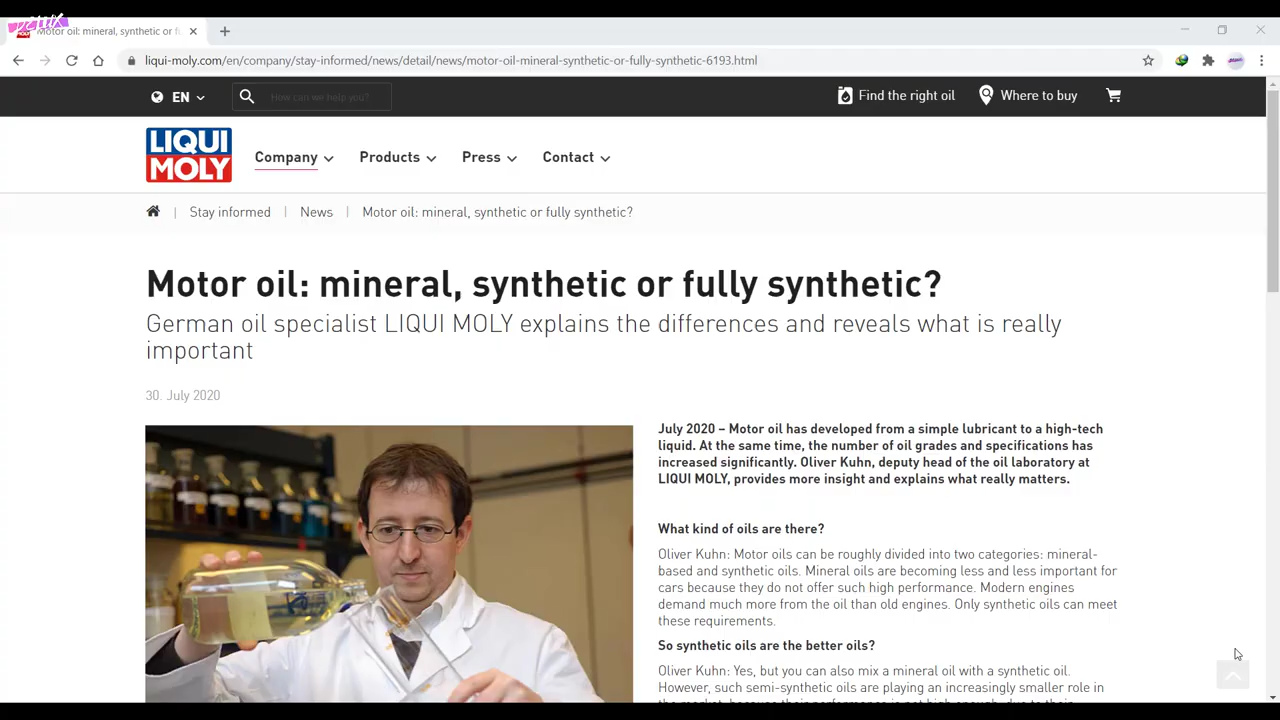 Motor oil: mineral, synthetic or fu
liqui-moly.com/en/company/stay-informed/news/detail/news/motor-oil-mineral-synthetic-or-fully-synthetic-6193.html
EN
How can we help you?
Find the right oil
Where to buy
LIQUI
MOLY
Company
Products
Press
Contact
Stay informed | News | Motor oil: mineral, synthetic or fully synthetic?
Motor oil: mineral, synthetic or fully synthetic?
German oil specialist LIQUI MOLY explains the differences and reveals what is really
important
30. July 2020
July 2020 – Motor oil has developed from a simple lubricant to a high-tech
liquid. At the same time, the number of oil grades and specifications has
increased significantly. Oliver Kuhn, deputy head of the oil laboratory at
LIQUI MOLY, provides more insight and explains what really matters.
What kind of oils are there?
Oliver Kuhn: Motor oils can be roughly divided into two categories: mineral-
based and synthetic oils. Mineral oils are becoming less and less important for
cars because they do not offer such high performance. Modern engines
demand much more from the oil than old engines. Only synthetic oils can meet
these requirements.
So synthetic oils are the better oils?
Oliver Kuhn: Yes, but you can also mix a mineral oil with a synthetic oil.
However, such semi-synthetic oils are playing an increasingly smaller role in